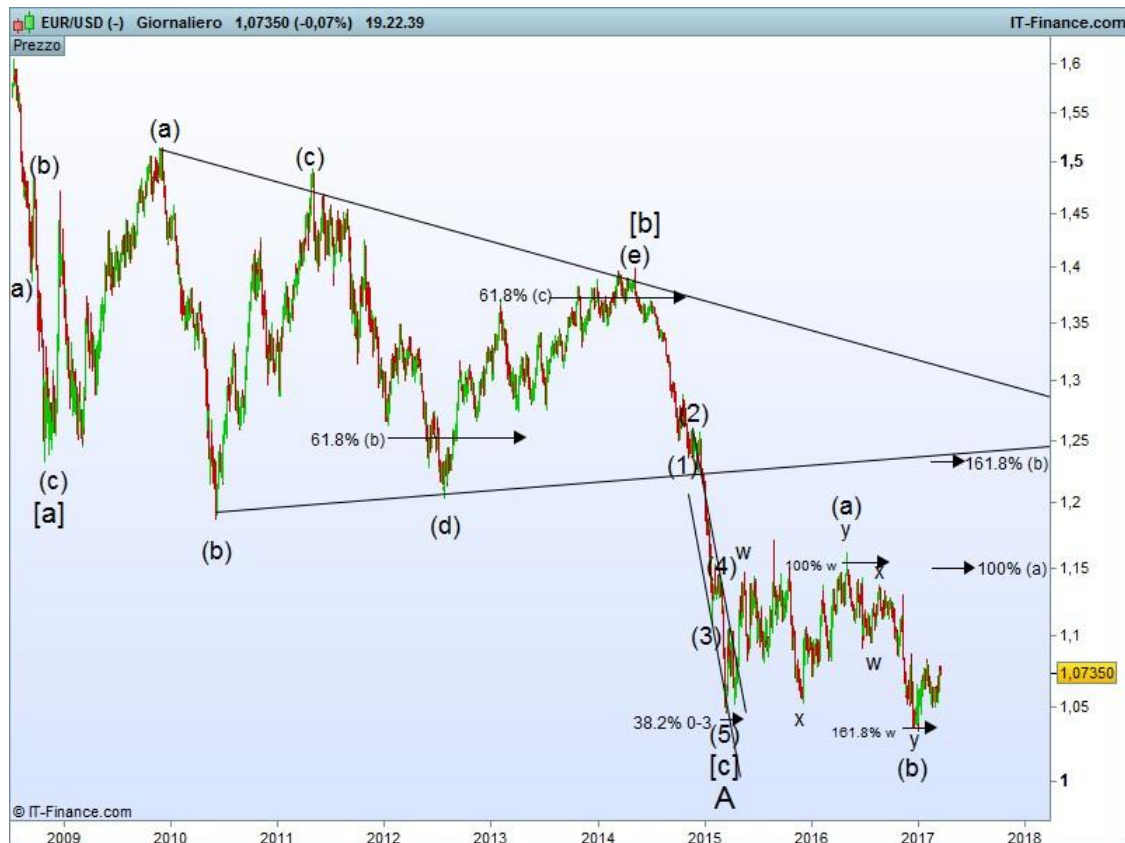 EUR/USD (-) Giornaliero 1,07350 (-0,07%) 19.22.39 IT-Finance.com
Prezzo
1,6
1,55
(a)
(b)
(c)
1,5
1,45
[b]
(e)
1,4
a)
61.8% (c)
1,35
1,3
(2)
61.8% (b)
1,25
(1)
161.8% (b)
(c)
[a]
(b)
(d)
1,2
(a)
y
w
(4)
100% w
x
100% (a)
1,15
(3)
1,1
w
1,07350
x
1,05
38.2% 0-3
(5)
161.8% w
y
[c]
(b)
A
1
© IT-Finance.com
2009 2010 2011 2012 2013 2014 2015 2016 2017 2018